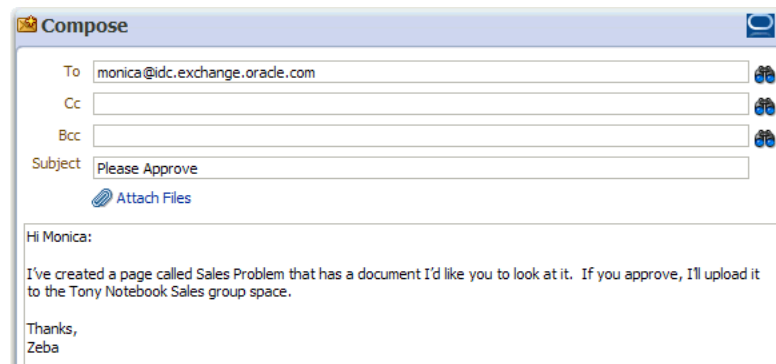 Compose
To monica@idc.exchange.oracle.com
Cc
Bcc
Subject Please Approve
Attach Files
Hi Monica:
I've created a page called Sales Problem that has a document I'd like you to look at it.  If you approve, I'll upload it
to the Tony Notebook Sales group space.
Thanks,
Zeba